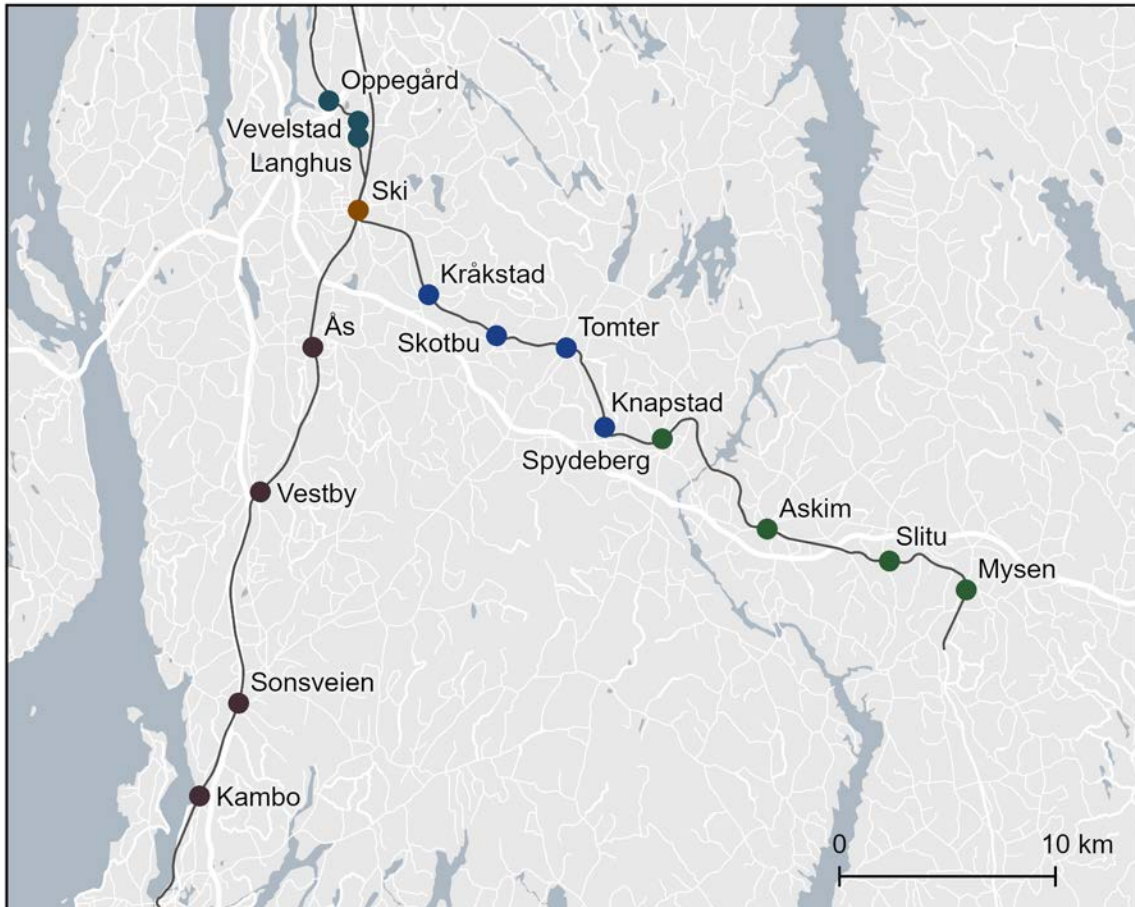 Oppegård
Vevelstad
Langhus
Ski
Kråkstad
Ås
Skotbu
Tomter
Knapstad
Spydeberg
Vestby
Askim
Slitu
Mysen
Sonsveien
Kambo
0
10 km